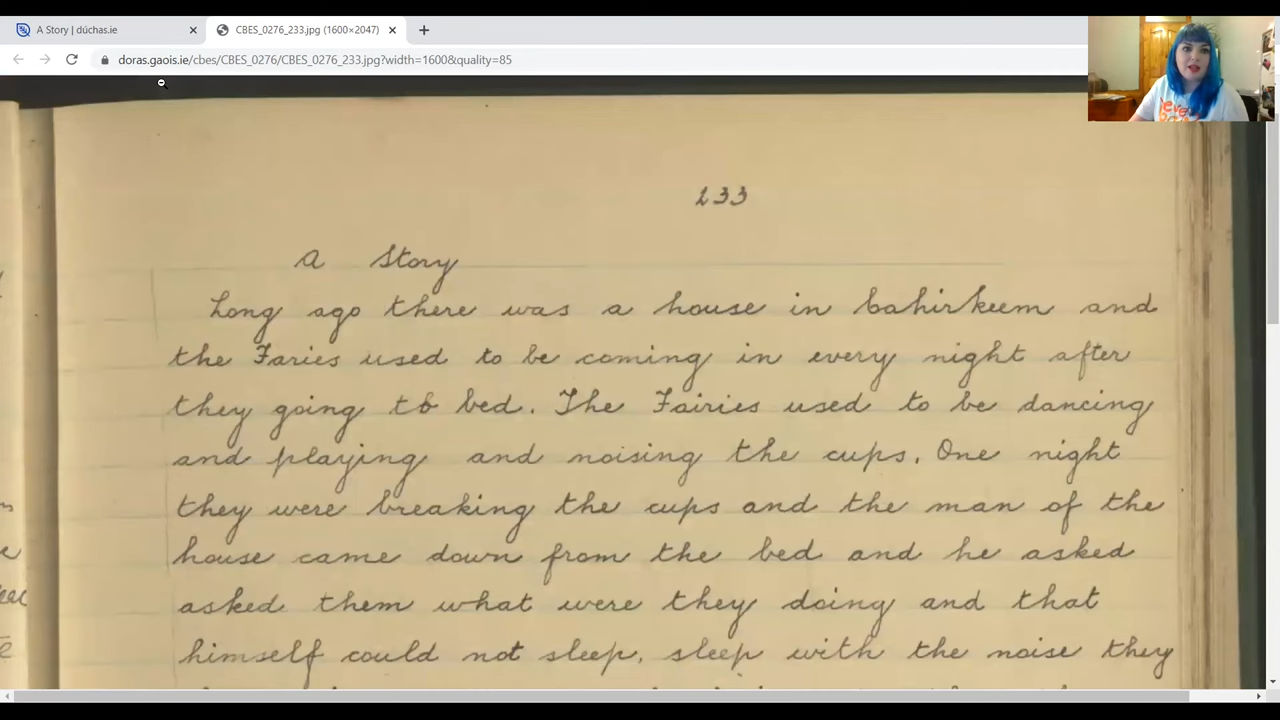 A Story | dúchas.ie
CBES_0276_233.jpg (1600×2047)
doras.gaois.ie/cbes/CBES_0276/CBES_0276_233.jpg?width=1600&quality=85
233
A Story
Long ago there was a house in Cahirkeem and
the Faries used to be coming in every night after
they going to bed. The Fairies used to be dancing
and playing and noising the cups. One night
they were breaking the cups and the man of the
house came down from the bed and he asked
asked them what were they doing and that
himself could not sleep, sleep with the noise they